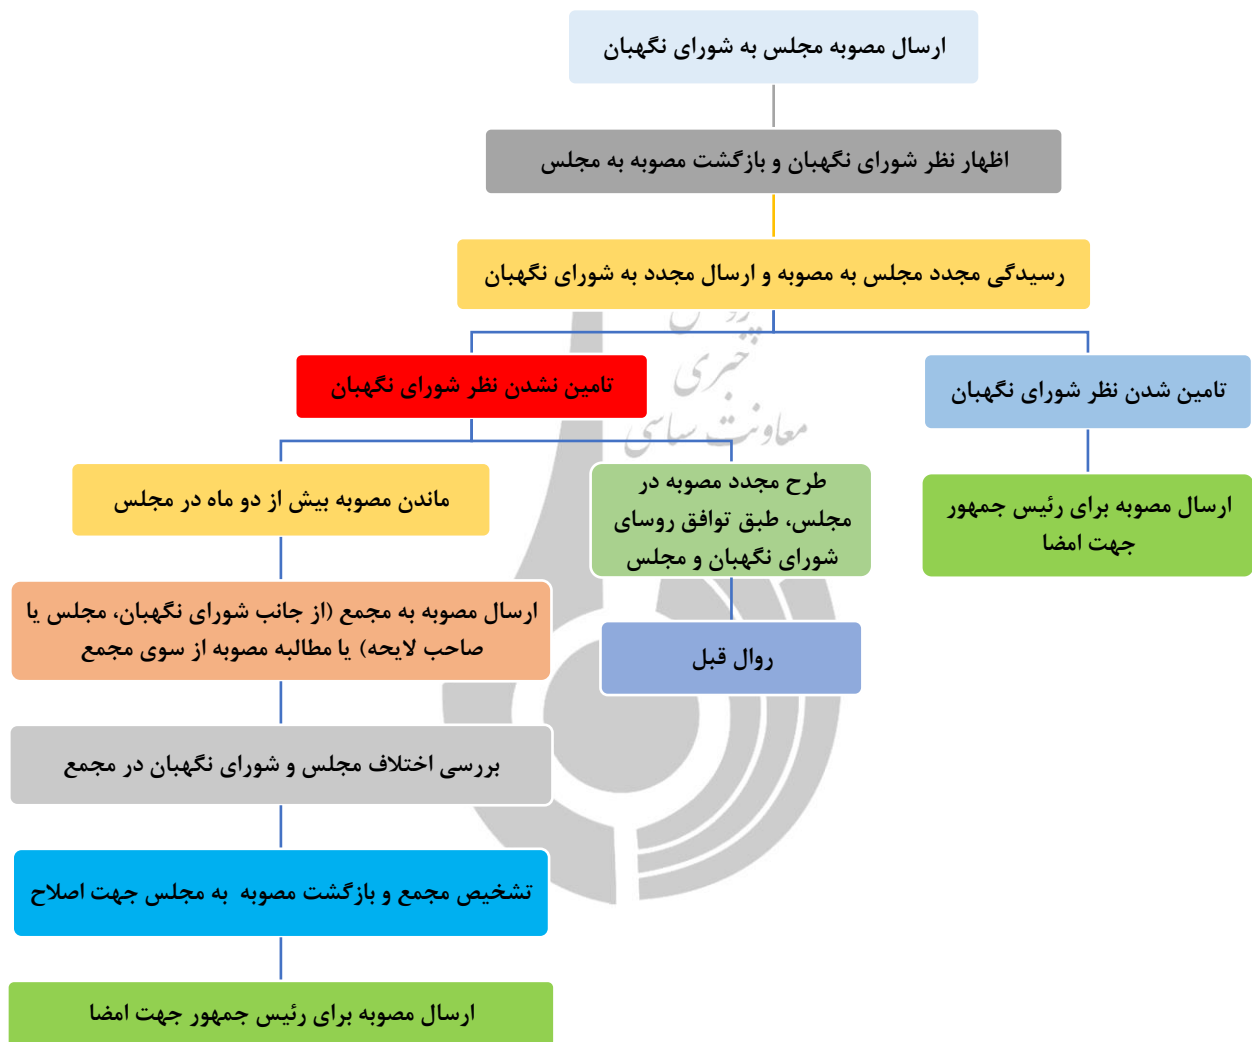 ارسال مصوبه مجلس به شورای نگهبان
اظهار نظر شورای نگهبان و بازگشت مصوبه به مجلس
رسیدگی مجدد مجلس به مصوبه و ارسال مجدد به شورای نگهبان
خبری
معاونت سیاسی
تامین شدن نظر شورای نگهبان
تامین نشدن نظر شورای نگهبان
ارسال مصوبه برای رئیس جمهور
جهت امضا
طرح مجدد مصوبه در
مجلس، طبق توافق روسای
شورای نگهبان و مجلس
ماندن مصوبه بیش از دو ماه در مجلس
روال قبل
ارسال مصوبه به مجمع (از جانب شورای نگهبان، مجلس یا
صاحب لایحه) یا مطالبه مصوبه از سوی مجمع
بررسی اختلاف مجلس و شورای نگهبان در مجمع
تشخیص مجمع و بازگشت مصوبه به مجلس جهت اصلاح
ارسال مصوبه برای رئیس جمهور جهت امضا